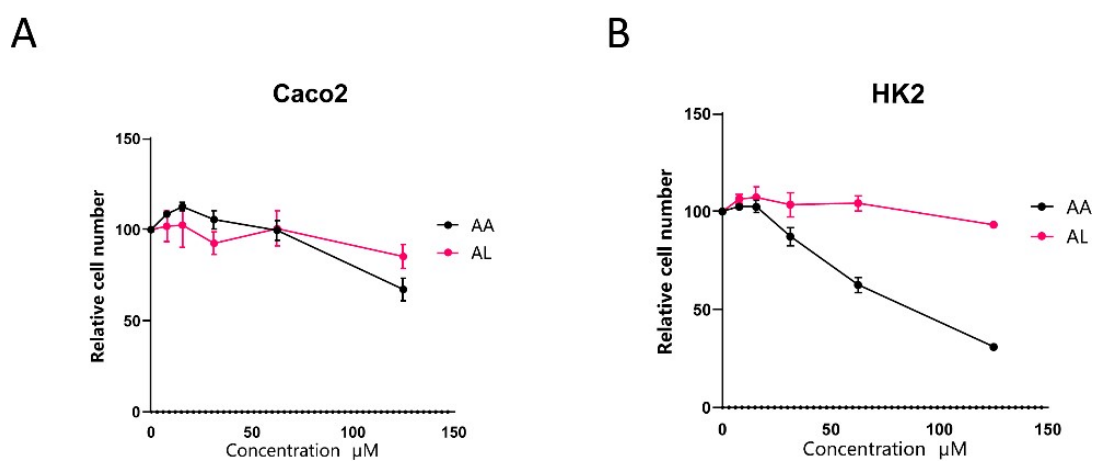 A
Caco2
150
100
50
0
Relative cell number
0 50 100 150
Concentration µM
AA
AL
B
HK2
150
100
50
0
Relative cell number
0 50 100 150
Concentration µM
AA
AL